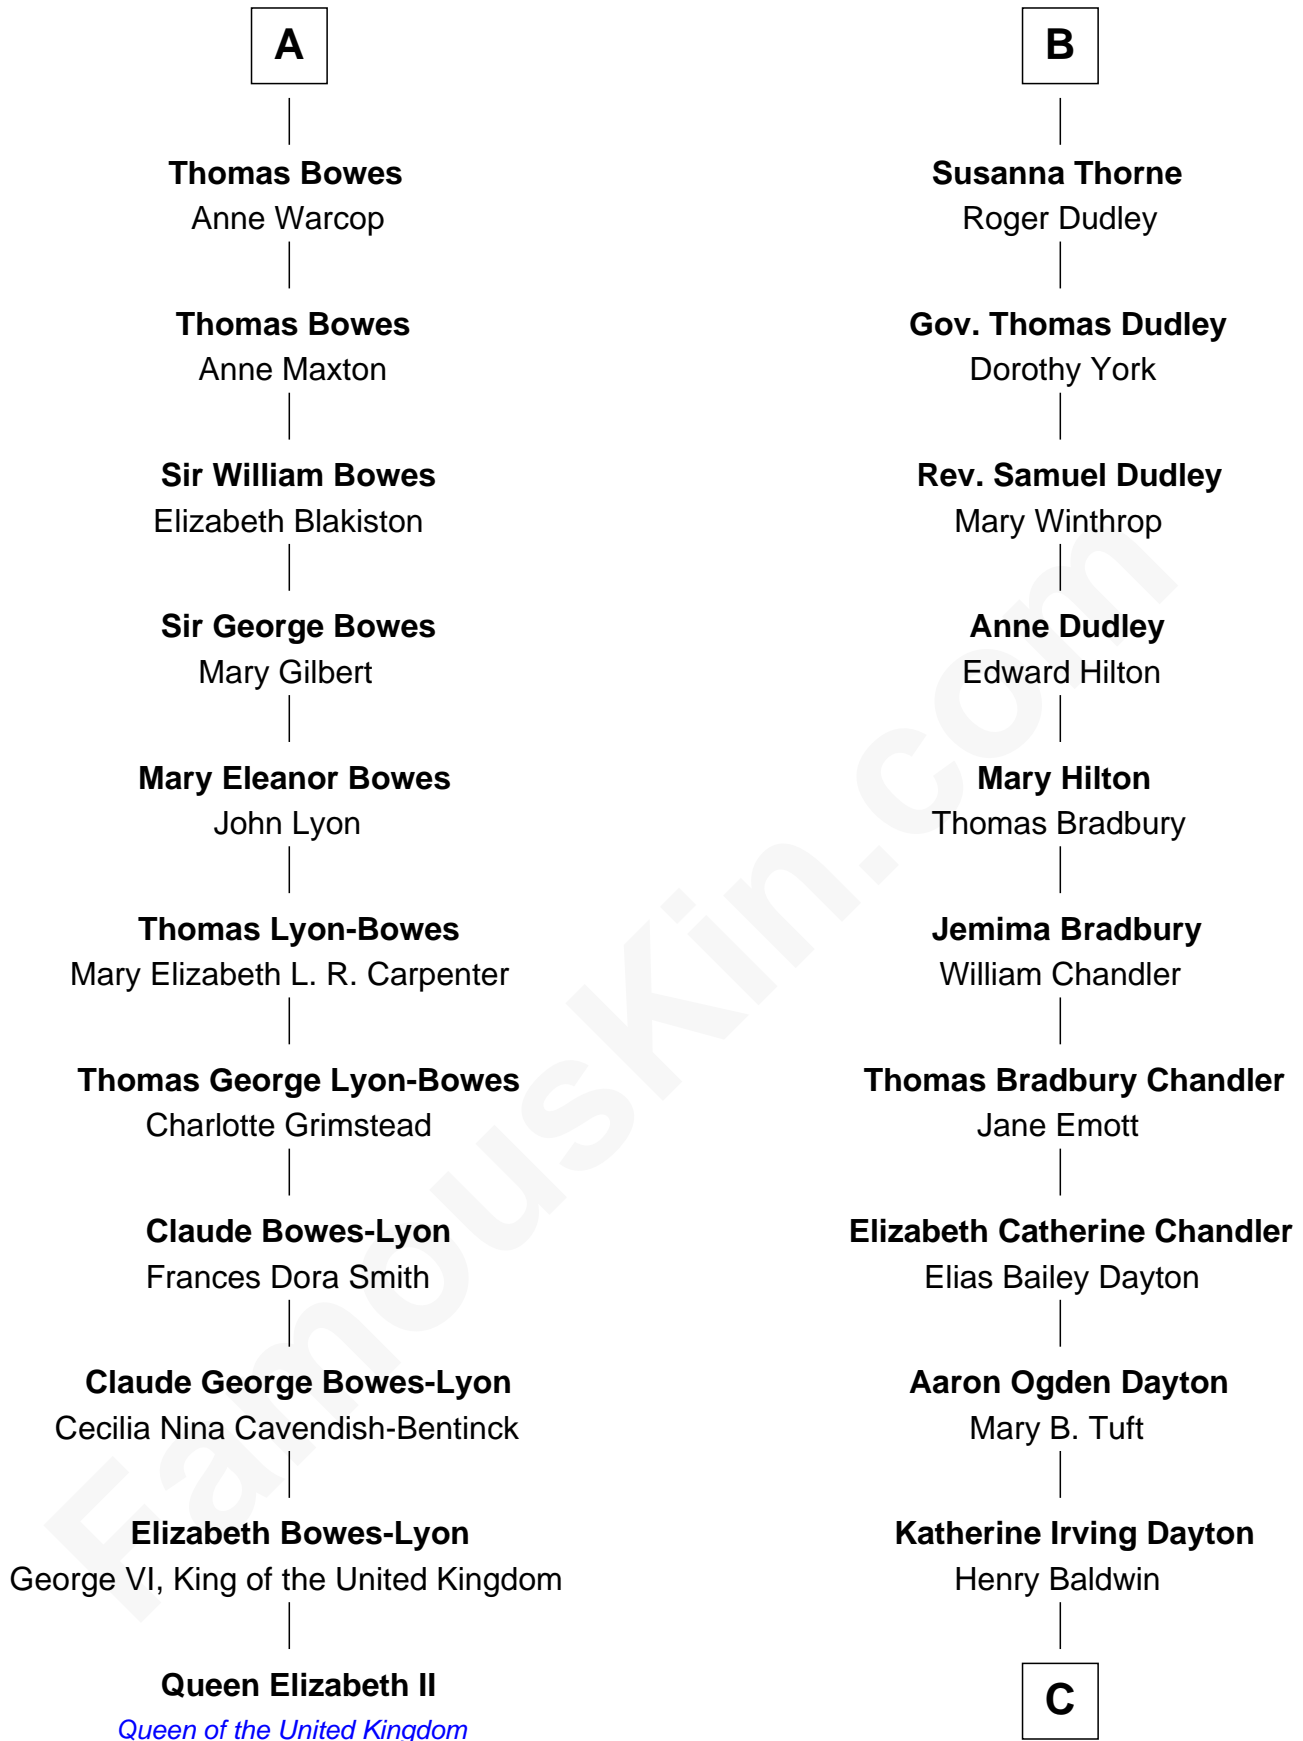 A
Thomas Bowes
Anne Warcop
Thomas Bowes
Anne Maxton
Sir William Bowes
Elizabeth Blakiston
Sir George Bowes
Mary Gilbert
Mary Eleanor Bowes
John Lyon
Thomas Lyon-Bowes
Mary Elizabeth L. R. Carpenter
Thomas George Lyon-Bowes
Charlotte Grimstead
Claude Bowes-Lyon
Frances Dora Smith
Claude George Bowes-Lyon
Cecilia Nina Cavendish-Bentinck
Elizabeth Bowes-Lyon
George VI, King of the United Kingdom
Queen Elizabeth II
Queen of the United Kingdom
B
Susanna Thorne
Roger Dudley
Gov. Thomas Dudley
Dorothy York
Rev. Samuel Dudley
Mary Winthrop
Anne Dudley
Edward Hilton
Mary Hilton
Thomas Bradbury
Jemima Bradbury
William Chandler
Thomas Bradbury Chandler
Jane Emott
Elizabeth Catherine Chandler
Elias Bailey Dayton
Aaron Ogden Dayton
Mary B. Tuft
Katherine Irving Dayton
Henry Baldwin
C
FamousKin.com